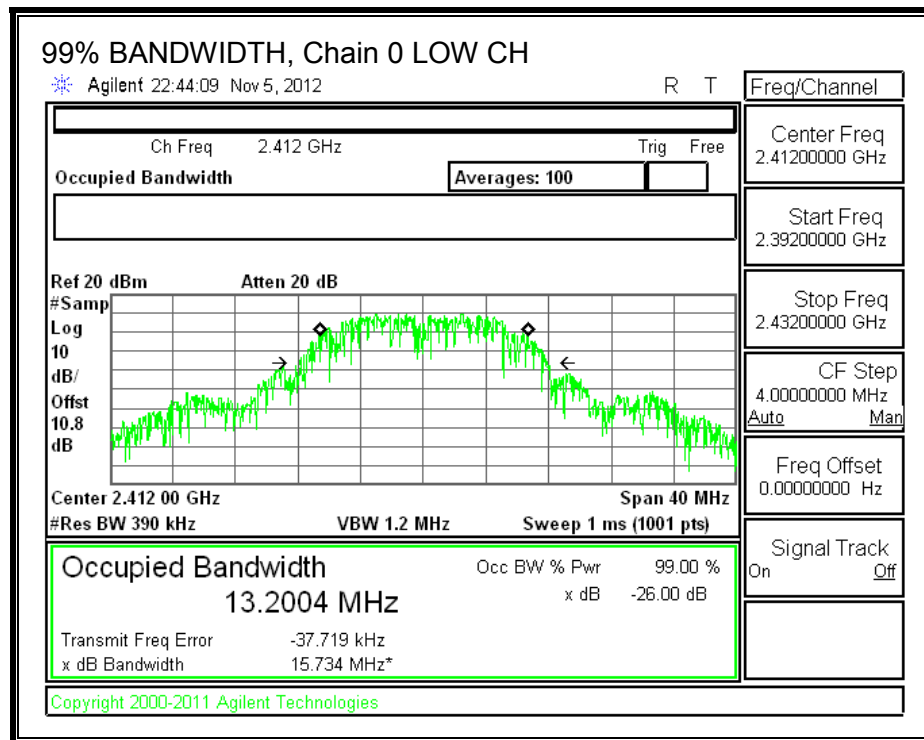 99% BANDWIDTH, Chain 0 LOW CH
Agilent 22:44:09 Nov 5, 2012 R T
Freq/Channel
Ch Freq 2.412 GHz Trig Free
Occupied Bandwidth Averages: 100
Center Freq
2.41200000 GHz
Start Freq
2.39200000 GHz
Stop Freq
2.43200000 GHz
CF Step
4.00000000 MHz
Auto Man
Freq Offset
0.00000000 Hz
Signal Track
On Off
Ref 20 dBm Atten 20 dB
#Samp
Log
10
dB/
Offst
10.8
dB
Center 2.412 00 GHz Span 40 MHz
#Res BW 390 kHz VBW 1.2 MHz Sweep 1 ms (1001 pts)
Occupied Bandwidth
13.2004 MHz
Occ BW % Pwr 99.00 %
x dB -26.00 dB
Transmit Freq Error -37.719 kHz
x dB Bandwidth 15.734 MHz*
Copyright 2000-2011 Agilent Technologies